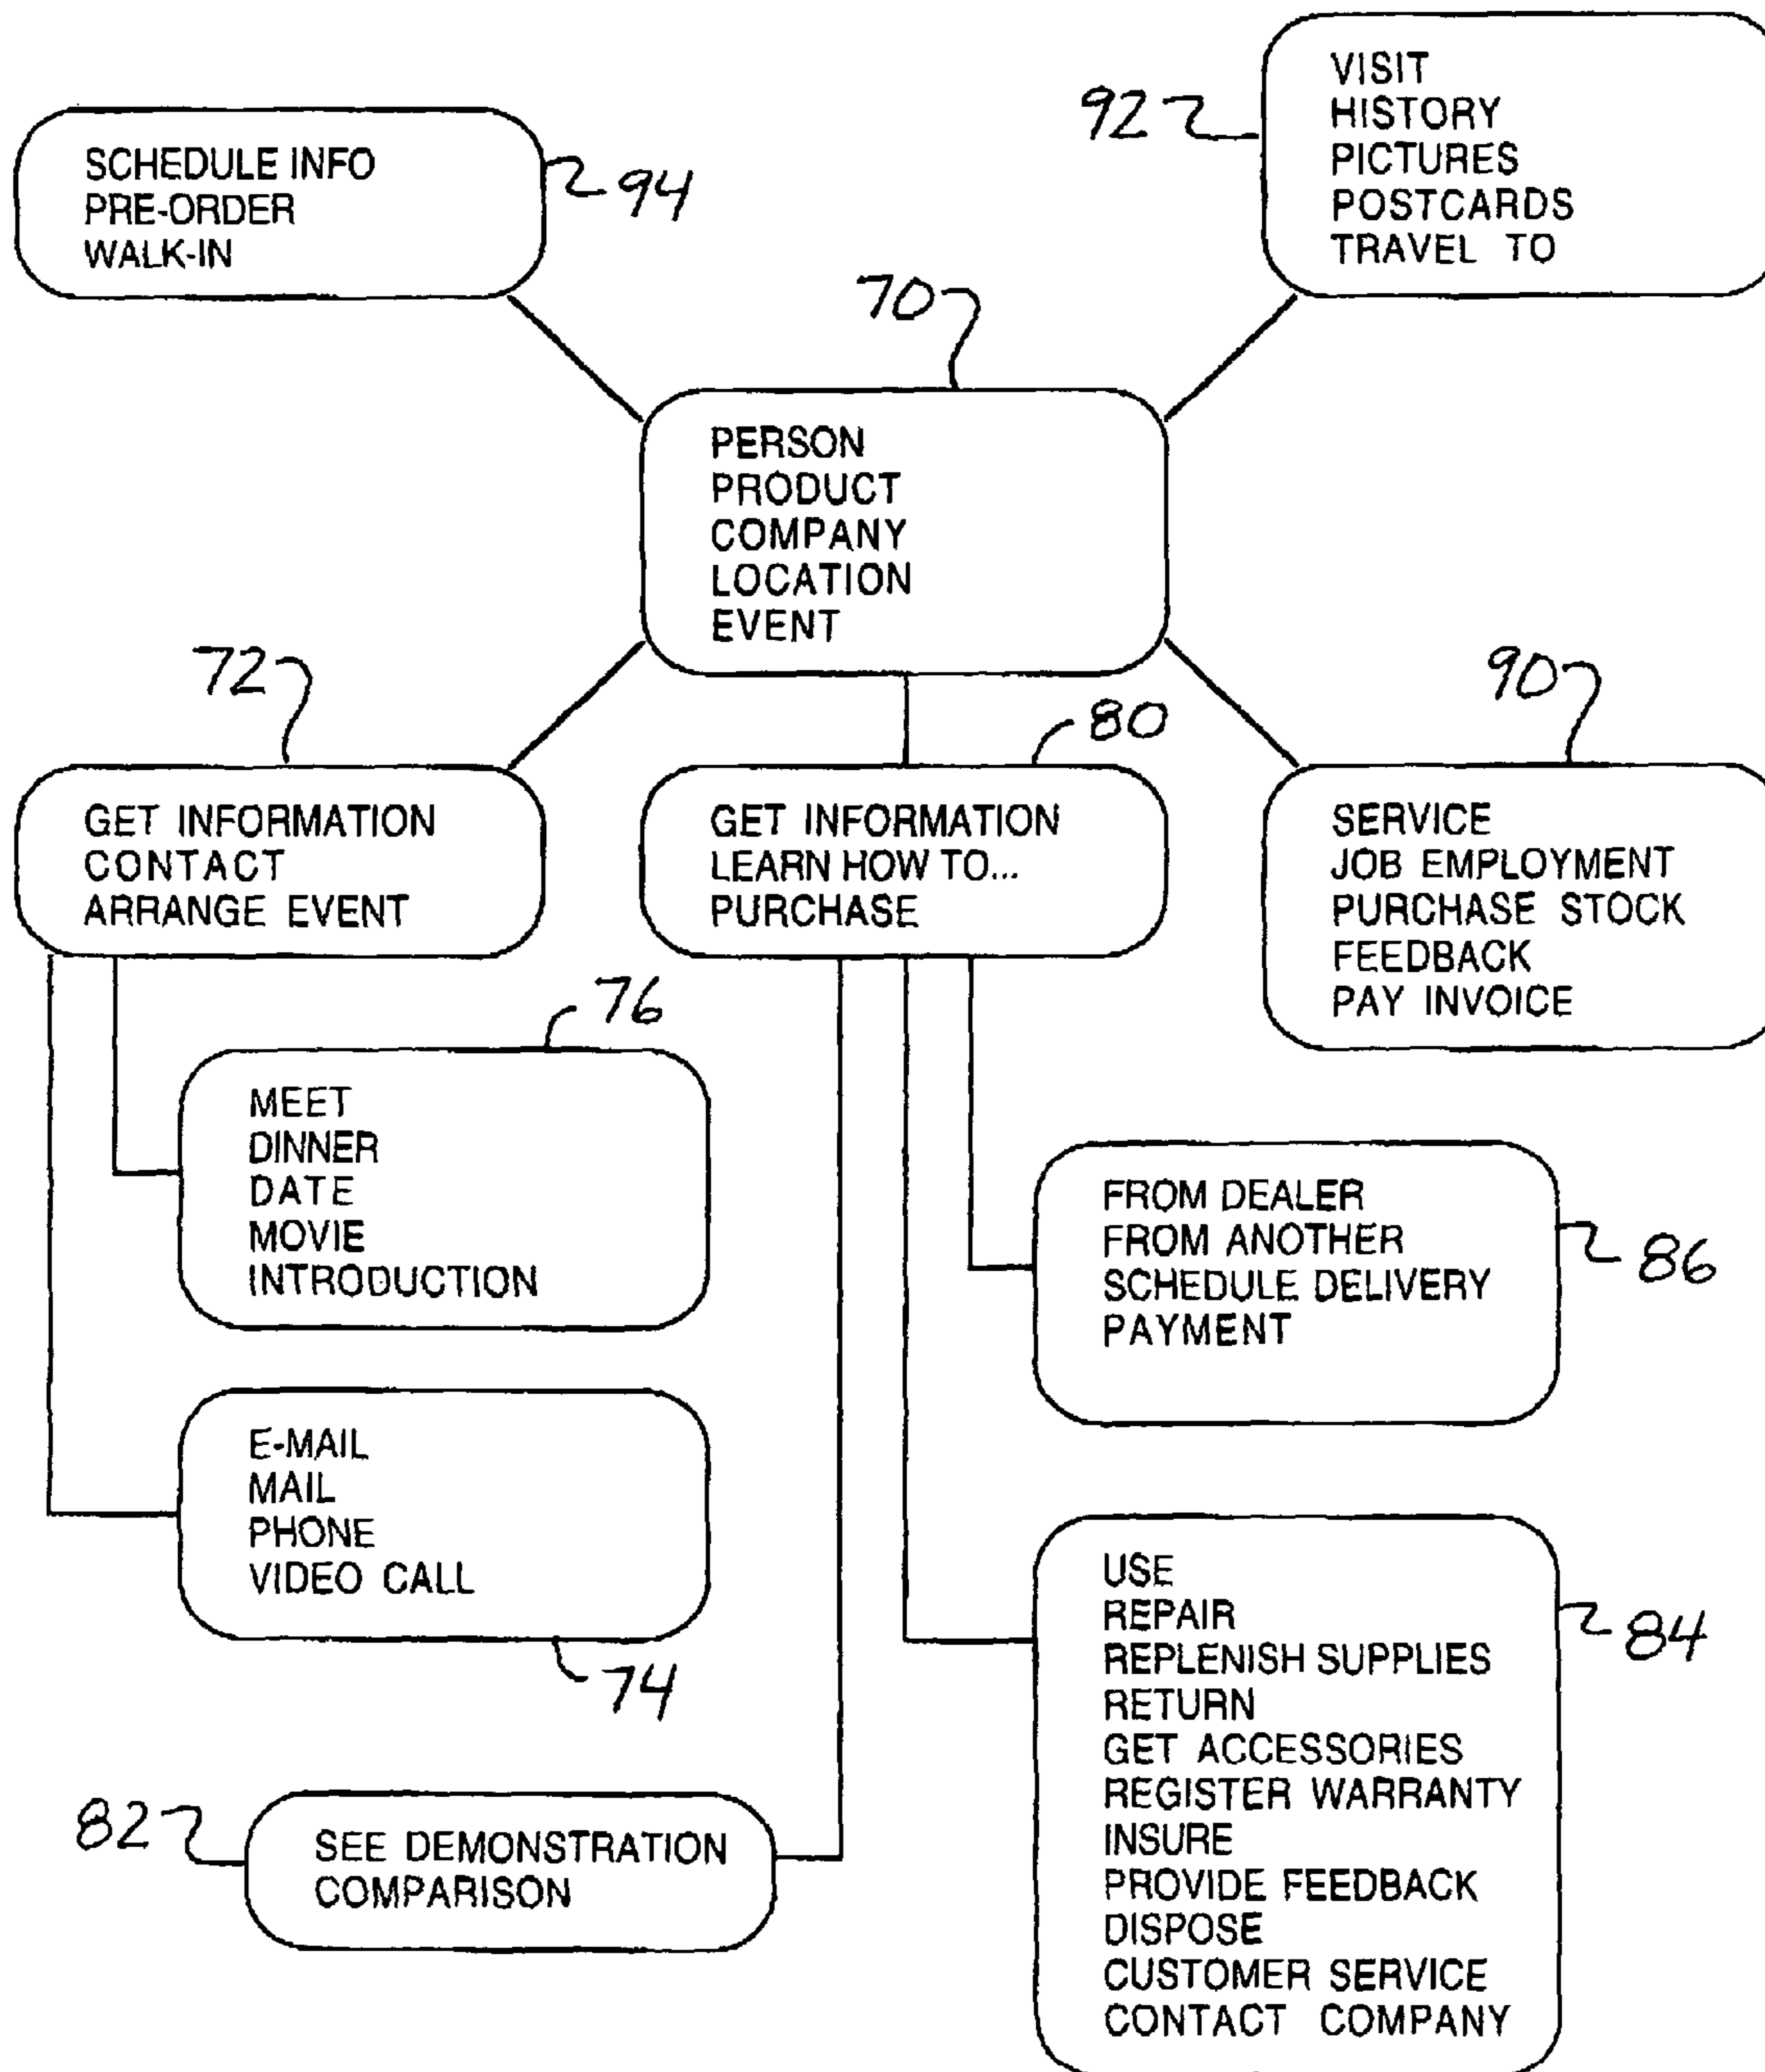 SCHEDULE INFO
PRE-ORDER
WALK-IN
94
92
VISIT
HISTORY
PICTURES
POSTCARDS
TRAVEL TO
70
PERSON
PRODUCT
COMPANY
LOCATION
EVENT
72
GET INFORMATION
CONTACT
ARRANGE EVENT
80
GET INFORMATION
LEARN HOW TO...
PURCHASE
90
SERVICE
JOB EMPLOYMENT
PURCHASE STOCK
FEEDBACK
PAY INVOICE
76
MEET
DINNER
DATE
MOVIE
INTRODUCTION
FROM DEALER
FROM ANOTHER
SCHEDULE DELIVERY
PAYMENT
86
E-MAIL
MAIL
PHONE
VIDEO CALL
74
USE
REPAIR
REPLENISH SUPPLIES
RETURN
GET ACCESSORIES
REGISTER WARRANTY
INSURE
PROVIDE FEEDBACK
DISPOSE
CUSTOMER SERVICE
CONTACT COMPANY
84
82
SEE DEMONSTRATION
COMPARISON